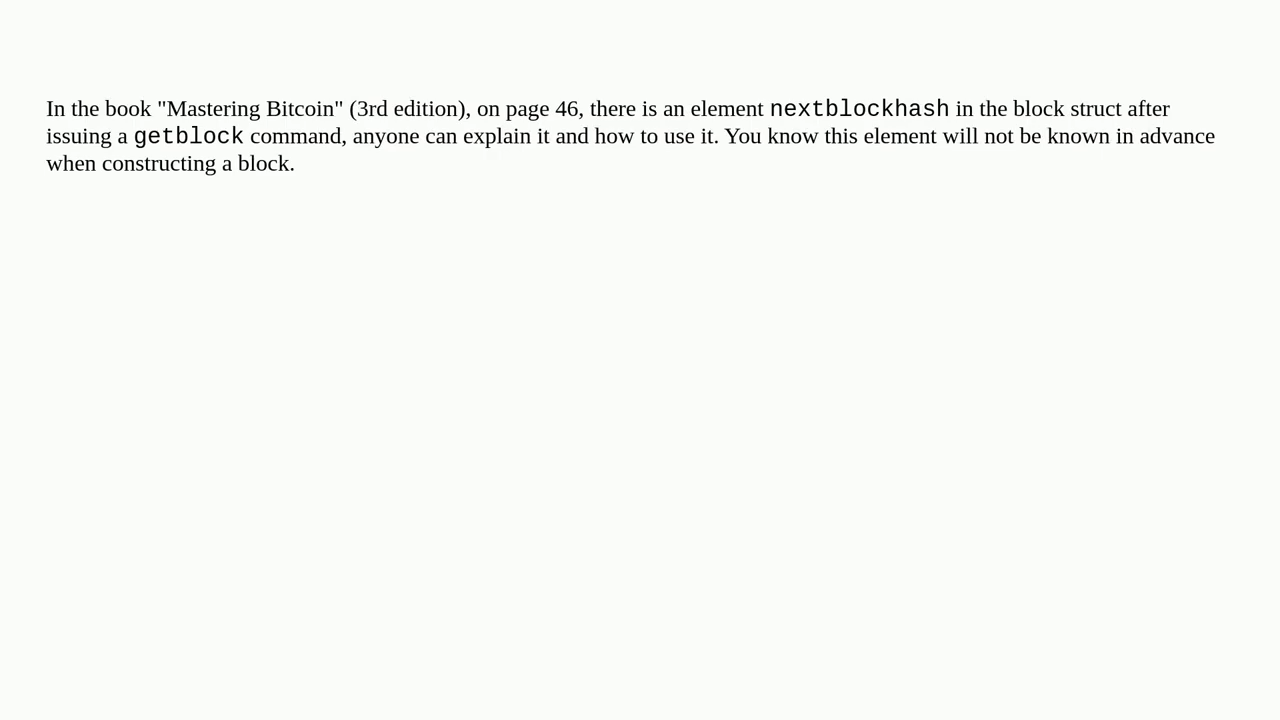 In the book "Mastering Bitcoin" (3rd edition), on page 46, there is an element nextblockhash in the block struct after
issuing a getblock command, anyone can explain it and how to use it. You know this element will not be known in advance
when constructing a block.